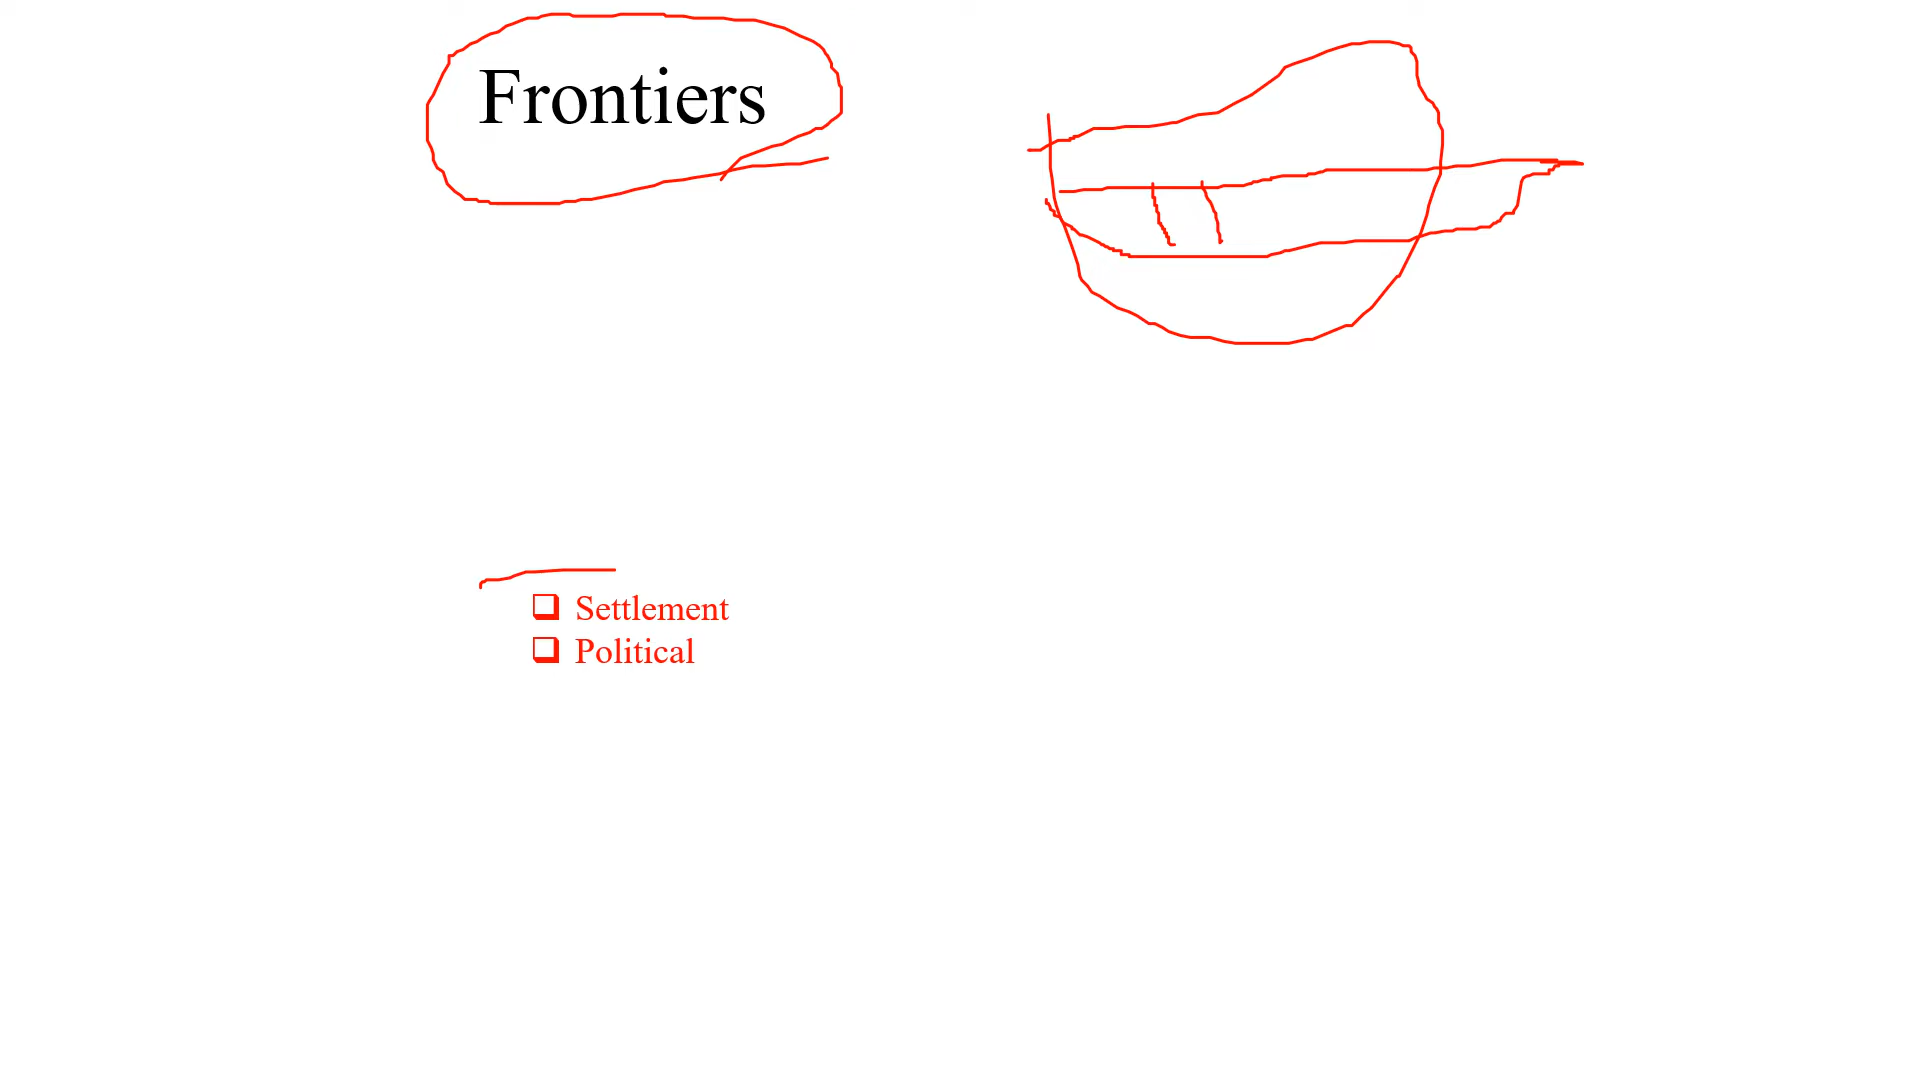 Frontiers
❑ Settlement
❑ Political